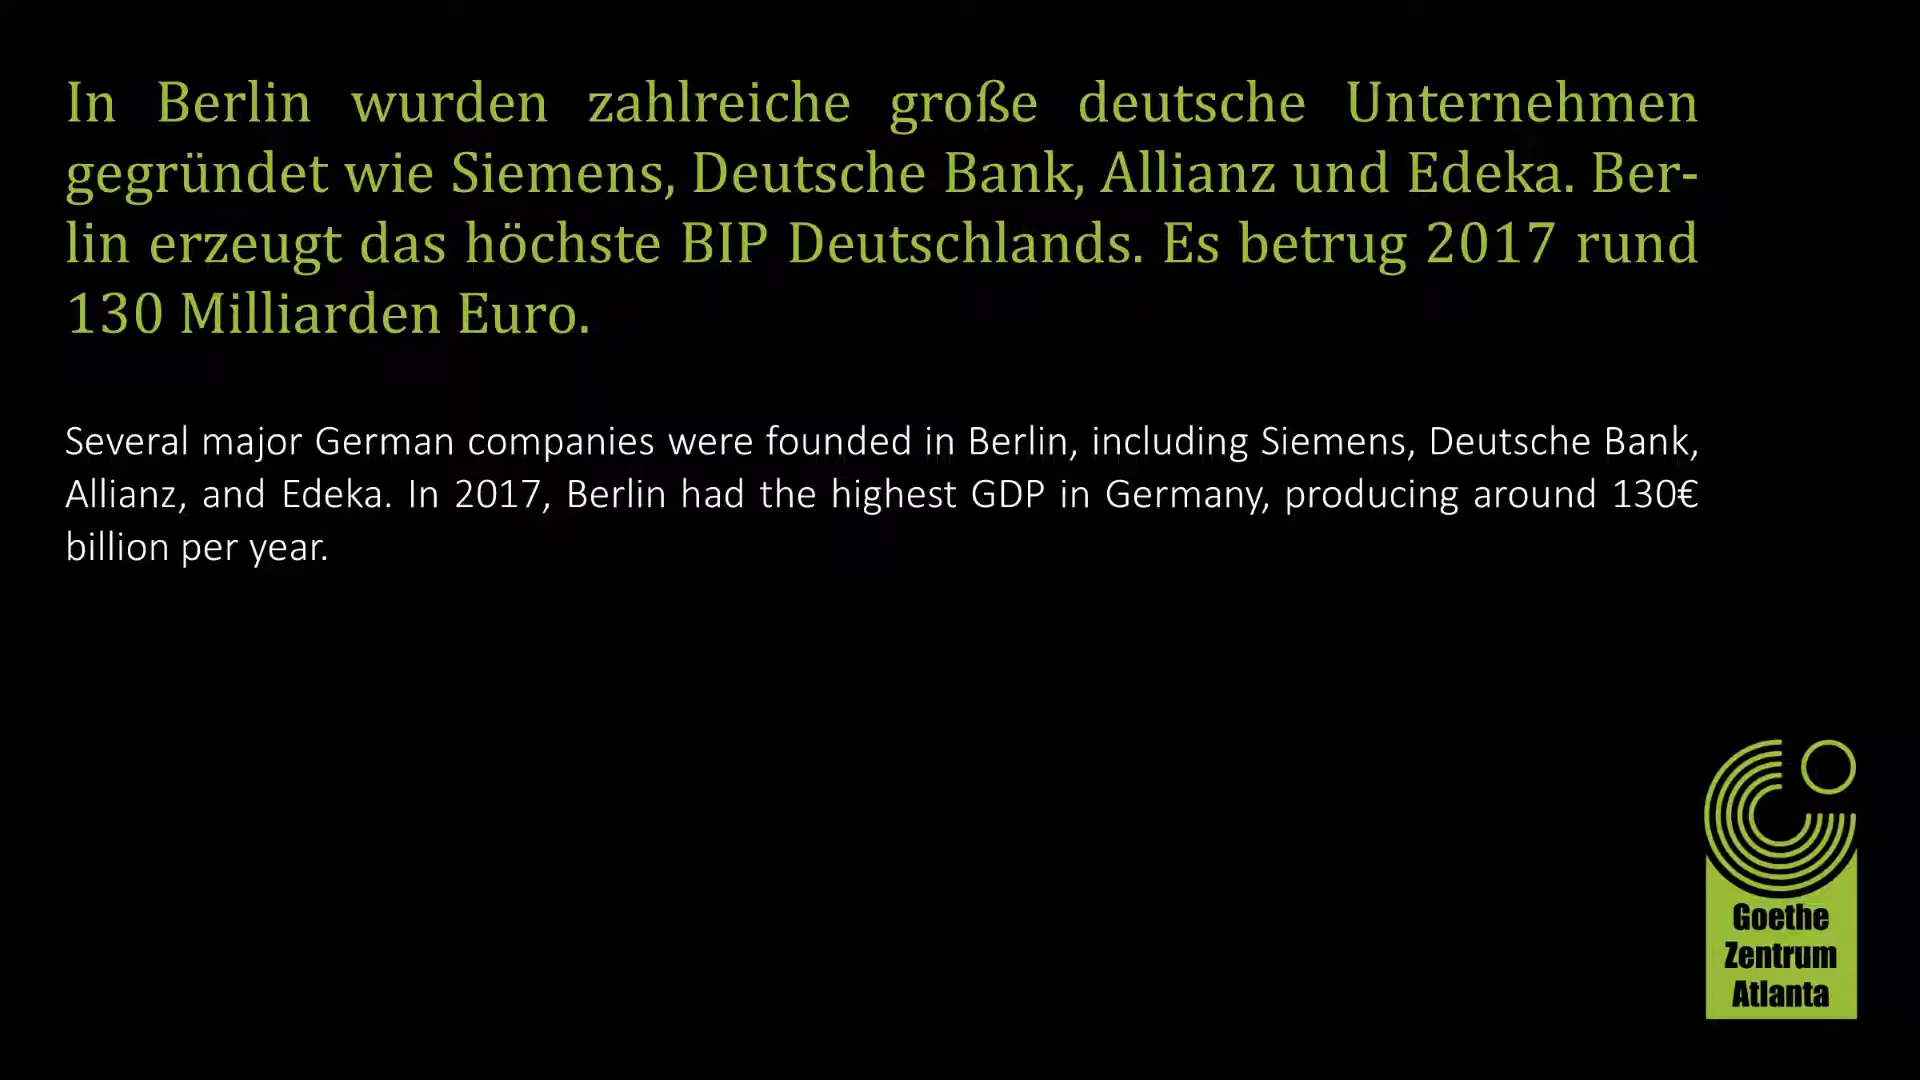 In Berlin wurden zahlreiche große deutsche Unternehmen
gegründet wie Siemens, Deutsche Bank, Allianz und Edeka. Ber-
lin erzeugt das höchste BIP Deutschlands. Es betrug 2017 rund
130 Milliarden Euro.
Several major German companies were founded in Berlin, including Siemens, Deutsche Bank,
Allianz, and Edeka. In 2017, Berlin had the highest GDP in Germany, producing around 130€
billion per year.
Goethe
Zentrum
Atlanta